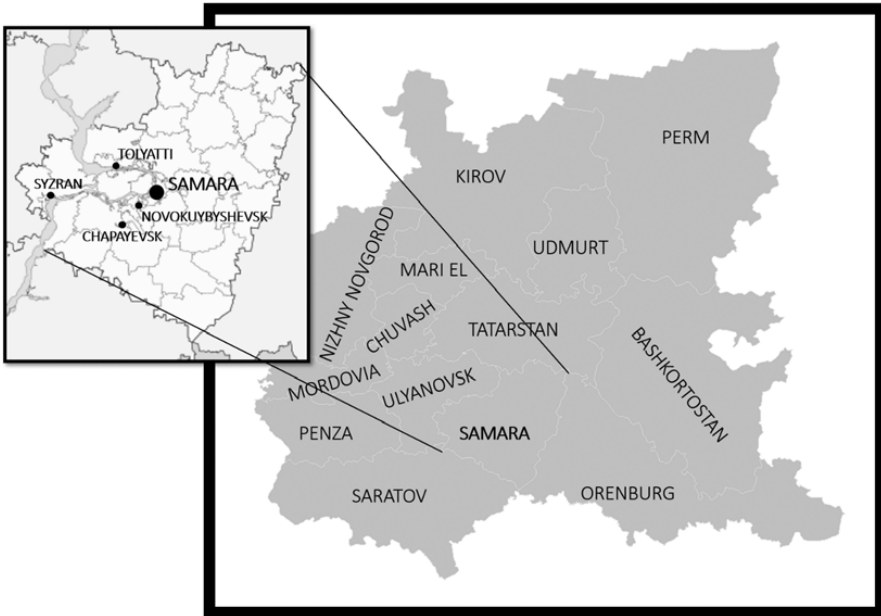 TOLYATTI
SYZRAN
SAMARA
NOVOKUYBYSHEVSK
CHAPAYEVSK
PERM
KIROV
NIZHNY NOVGOROD
UDMURT
MARI EL
CHUVASH
TATARSTAN
BASHKORTOSTAN
MORDOVIA
ULYANOVSK
PENZA
SAMARA
SARATOV
ORENBURG